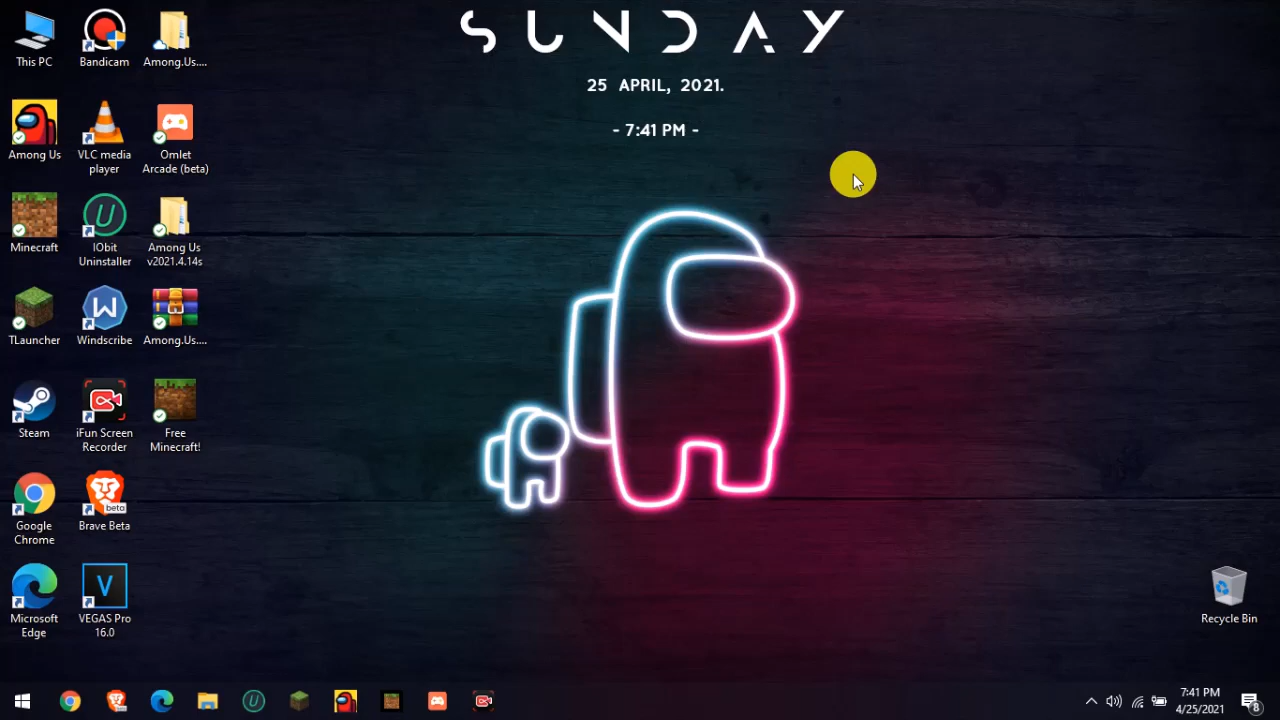 SUNDAY
25 APRIL, 2021.
- 7:41 PM -
This PC
Bandicam
Among.Us....
Among Us
VLC media
player
Omlet
Arcade (beta)
Minecraft
IObit
Uninstaller
Among Us
v2021.4.14s
TLauncher
Windscribe
Among.Us....
Steam
iFun Screen
Recorder
Free
Minecraft!
Google
Chrome
Brave Beta
beta
Microsoft
Edge
VEGAS Pro
16.0
Recycle Bin
7:41 PM
4/25/2021
8